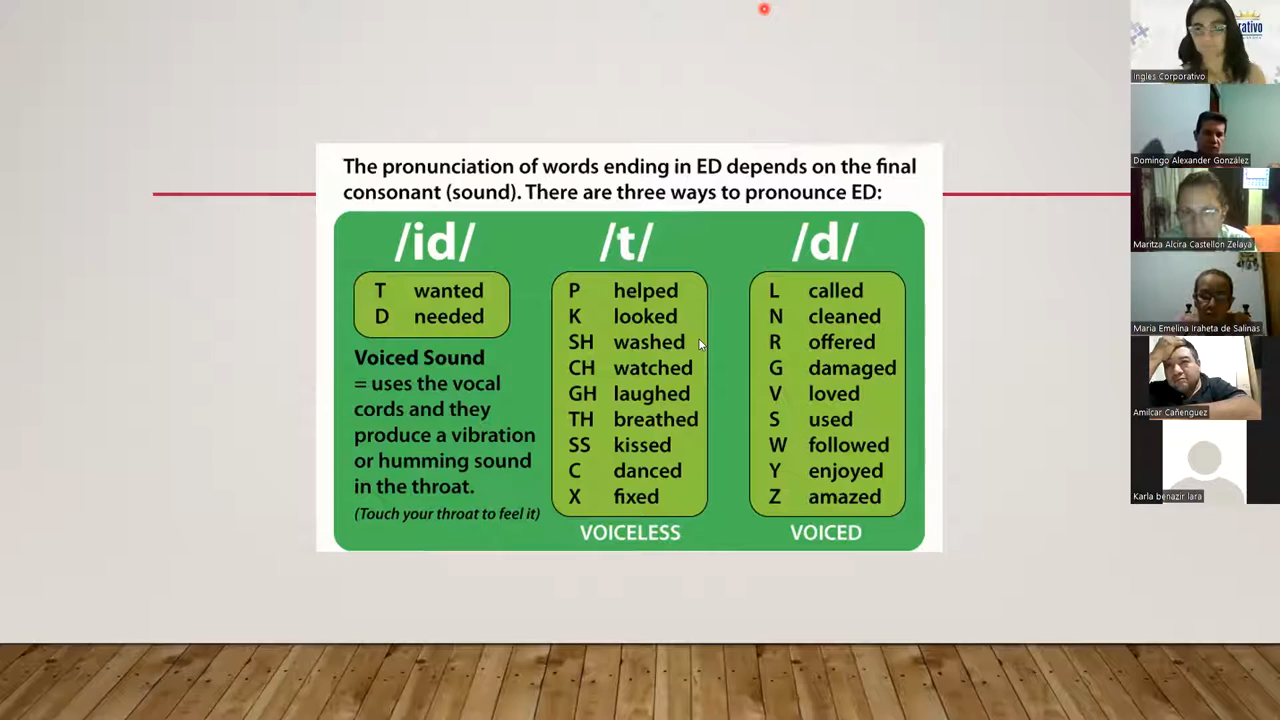 The pronunciation of words ending in ED depends on the final
consonant (sound). There are three ways to pronounce ED:
/id/
T wanted
D needed
Voiced Sound
= uses the vocal
cords and they
produce a vibration
or humming sound
in the throat.
(Touch your throat to feel it)
/t/
P helped
K looked
SH washed
CH watched
GH laughed
TH breathed
SS kissed
C danced
X fixed
VOICELESS
/d/
L called
N cleaned
R offered
G damaged
V loved
S used
W followed
Y enjoyed
Z amazed
VOICED
rativo
Ingles Corporativo
Domingo Alexander González
Maritza Alcira Castellon Zelaya
Maria Emelina Iraheta de Salinas
Amilcar Cañenguez
Karla benazir lara